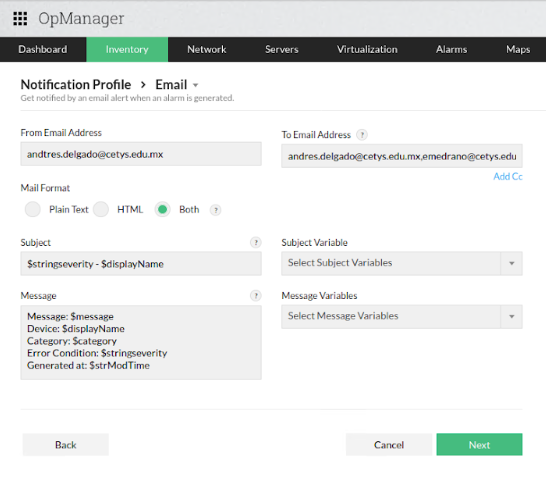 OpManager
Dashboard Inventory Network Servers Virtualization Alarms Maps
Notification Profile > Email
Get notified by an email alert when an alarm is generated.
From Email Address
To Email Address ?
andtres.delgado@cetys.edu.mx
andres.delgado@cetys.edu.mx,emedrano@cetys.edu
Add Cc
Mail Format
Plain Text HTML Both ?
Subject ?
Subject Variable
$stringseverity - $displayName
Select Subject Variables
Message ?
Message Variables
Select Message Variables
Message: $message
Device: $displayName
Category: $category
Error Condition: $stringseverity
Generated at: $strModTime
Back Cancel Next